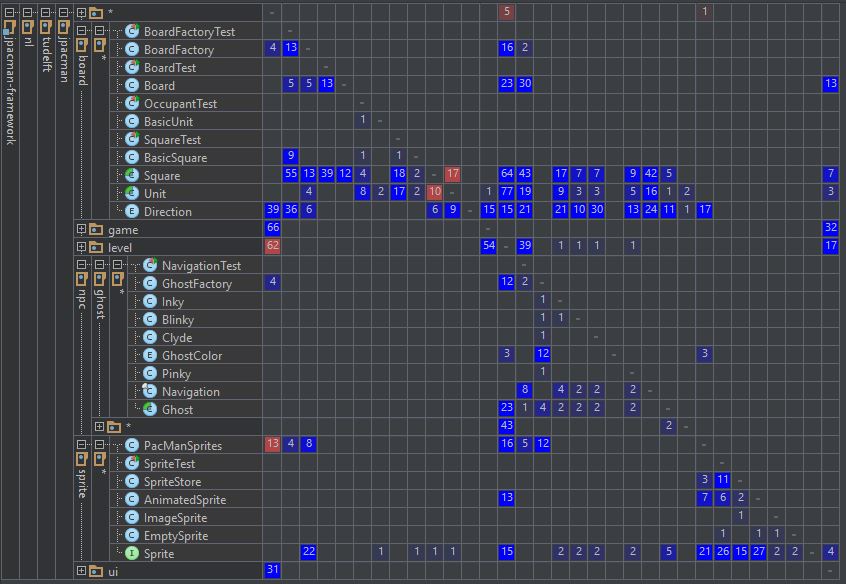 * - 5 1
BoardFactoryTest -
BoardFactory 4 13 - 16 2
BoardTest -
Board 5 5 13 - 23 30 13
OccupantTest -
BasicUnit 1 -
SquareTest -
BasicSquare 9 1 1 -
Square 55 13 39 12 4 18 2 - 17 64 43 17 7 7 9 42 5 7
Unit 4 8 2 17 2 10 - 1 77 19 9 3 3 5 16 1 2 3
Direction 39 36 6 6 9 - 15 15 21 21 10 30 13 24 11 1 17
game 66 - 32
level 62 54 - 39 1 1 1 1 17
NavigationTest -
GhostFactory 4 12 2 -
Inky 1 -
Blinky 1 1 -
Clyde 1 -
GhostColor 3 12 - 3
Pinky 1 -
Navigation 8 4 2 2 2 -
Ghost 23 1 4 2 2 2 2 -
* 43 2 -
PacManSprites 13 4 8 16 5 12 -
SpriteTest -
SpriteStore 3 11 -
AnimatedSprite 13 7 6 2 -
ImageSprite 1 -
EmptySprite 1 1 1 -
Sprite 22 1 1 1 1 15 2 2 2 2 5 21 26 15 27 2 2 - 4
ui 31 -
jpacman-framework
nl
tudelft
jpacman
board
*
npc
ghost
*
sprite
*